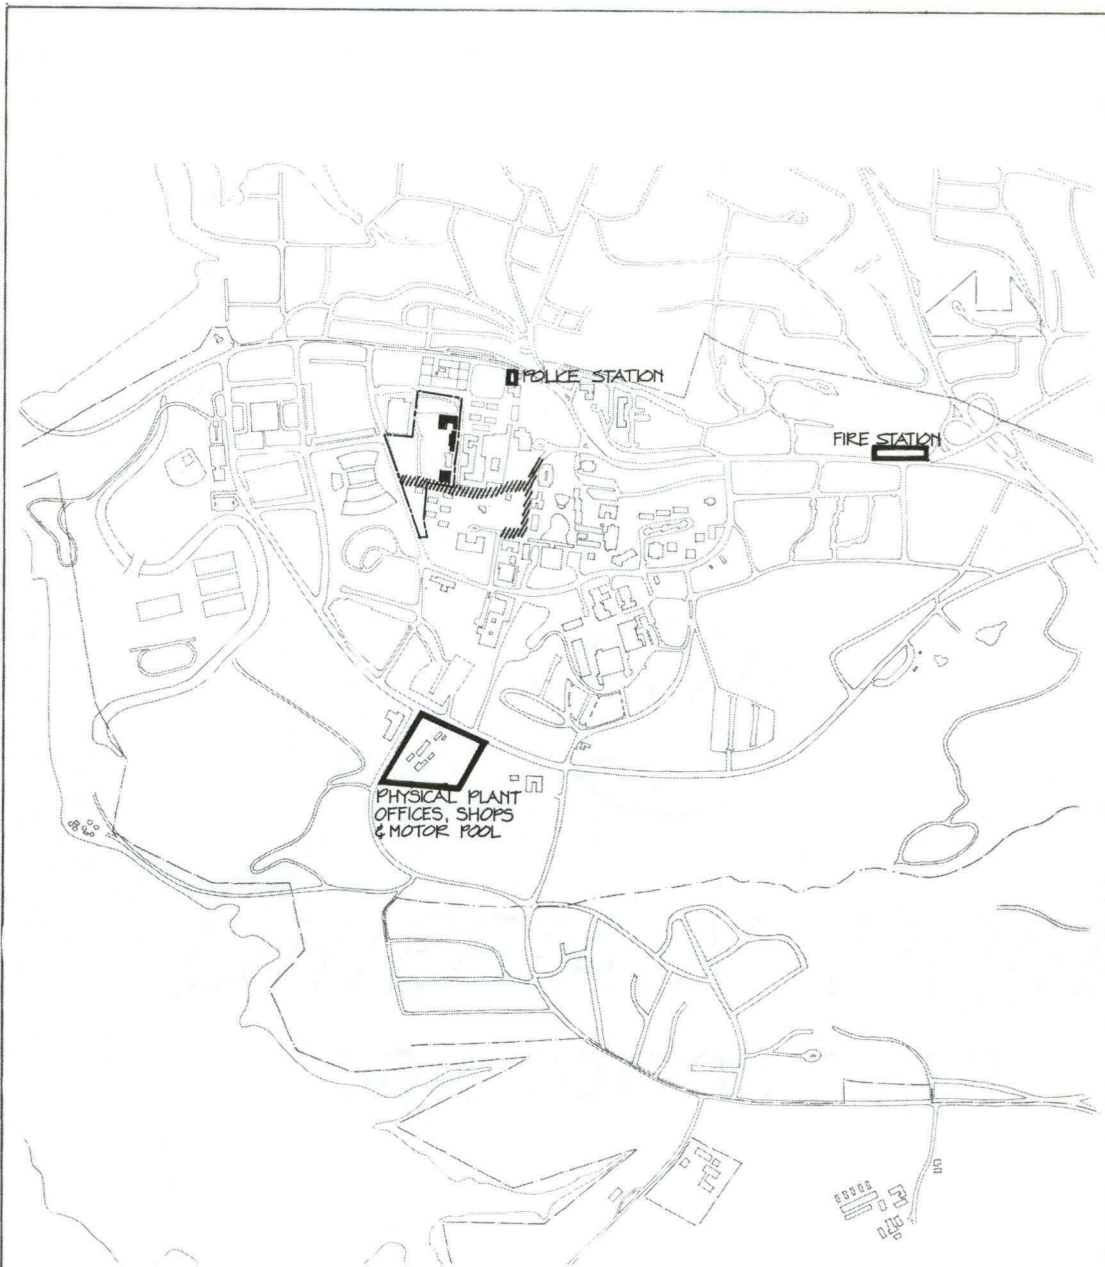 POLICE STATION
FIRE STATION
PHYSICAL PLANT
OFFICES, SHOPS
& MOTOR POOL